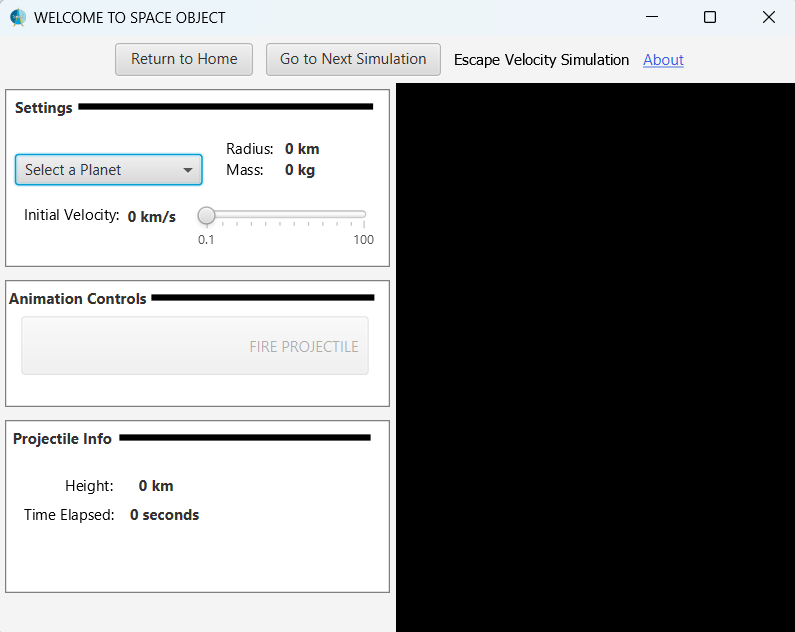 WELCOME TO SPACE OBJECT
Return to Home Go to Next Simulation Escape Velocity Simulation About
Settings
Radius: 0 km
Select a Planet
Mass: 0 kg
Initial Velocity: 0 km/s
0.1 100
Animation Controls
FIRE PROJECTILE
Projectile Info
Height: 0 km
Time Elapsed: 0 seconds